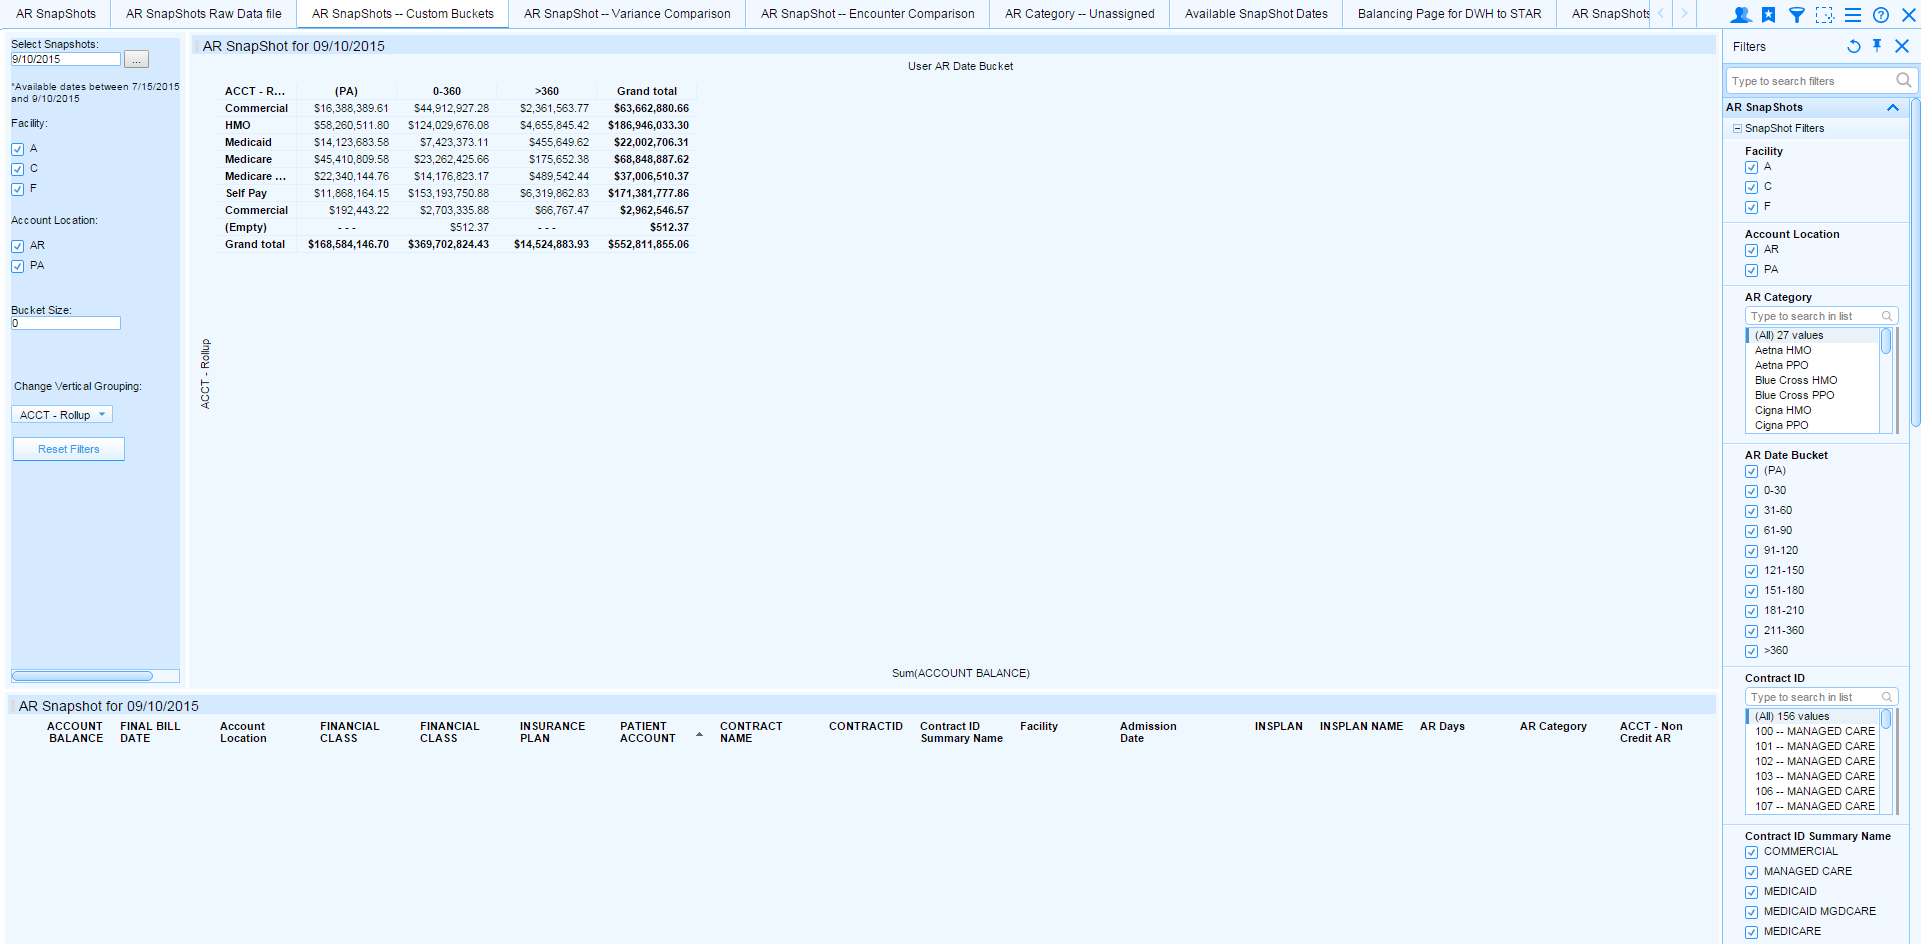 AR SnapShots
AR SnapShots Raw Data file
AR SnapShots -- Custom Buckets
AR SnapShot -- Variance Comparison
AR SnapShot -- Encounter Comparison
AR Category -- Unassigned
Available SnapShot Dates
Balancing Page for DWH to STAR
AR SnapShots
Select Snapshots:
9/10/2015
...
*Available dates between 7/15/2015
and 9/10/2015
Facility:
A
C
F
Account Location:
AR
PA
Bucket Size:
0
Change Vertical Grouping:
ACCT - Rollup
Reset Filters
AR SnapShot for 09/10/2015
User AR Date Bucket
ACCT - R... (PA) 0-360 >360 Grand total
Commercial $16,388,389.61 $44,912,927.28 $2,361,563.77 $63,662,880.66
HMO $58,260,511.80 $124,029,676.08 $4,655,845.42 $186,946,033.30
Medicaid $14,123,683.58 $7,423,373.11 $455,649.62 $22,002,706.31
Medicare $45,410,809.58 $23,262,425.66 $175,652.38 $68,848,887.62
Medicare ... $22,340,144.76 $14,176,823.17 $489,542.44 $37,006,510.37
Self Pay $11,868,164.15 $153,193,750.88 $6,319,862.83 $171,381,777.86
Commercial $192,443.22 $2,703,335.88 $66,767.47 $2,962,546.57
(Empty) - - - $512.37 - - - $512.37
Grand total $168,584,146.70 $369,702,824.43 $14,524,883.93 $552,811,855.06
ACCT - Rollup
Sum(ACCOUNT BALANCE)
AR Snapshot for 09/10/2015
ACCOUNT FINAL BILL Account FINANCIAL FINANCIAL INSURANCE PATIENT CONTRACT CONTRACTID Contract ID Facility Admission INSPLAN INSPLAN NAME AR Days AR Category ACCT - Non
BALANCE DATE Location CLASS CLASS PLAN ACCOUNT NAME Summary Name Date Credit AR
Filters
Type to search filters
AR SnapShots
SnapShot Filters
Facility
A
C
F
Account Location
AR
PA
AR Category
Type to search in list
(All) 27 values
Aetna HMO
Aetna PPO
Blue Cross HMO
Blue Cross PPO
Cigna HMO
Cigna PPO
AR Date Bucket
(PA)
0-30
31-60
61-90
91-120
121-150
151-180
181-210
211-360
>360
Contract ID
Type to search in list
(All) 156 values
100 -- MANAGED CARE
101 -- MANAGED CARE
102 -- MANAGED CARE
103 -- MANAGED CARE
106 -- MANAGED CARE
107 -- MANAGED CARE
Contract ID Summary Name
COMMERCIAL
MANAGED CARE
MEDICAID
MEDICAID MGDCARE
MEDICARE